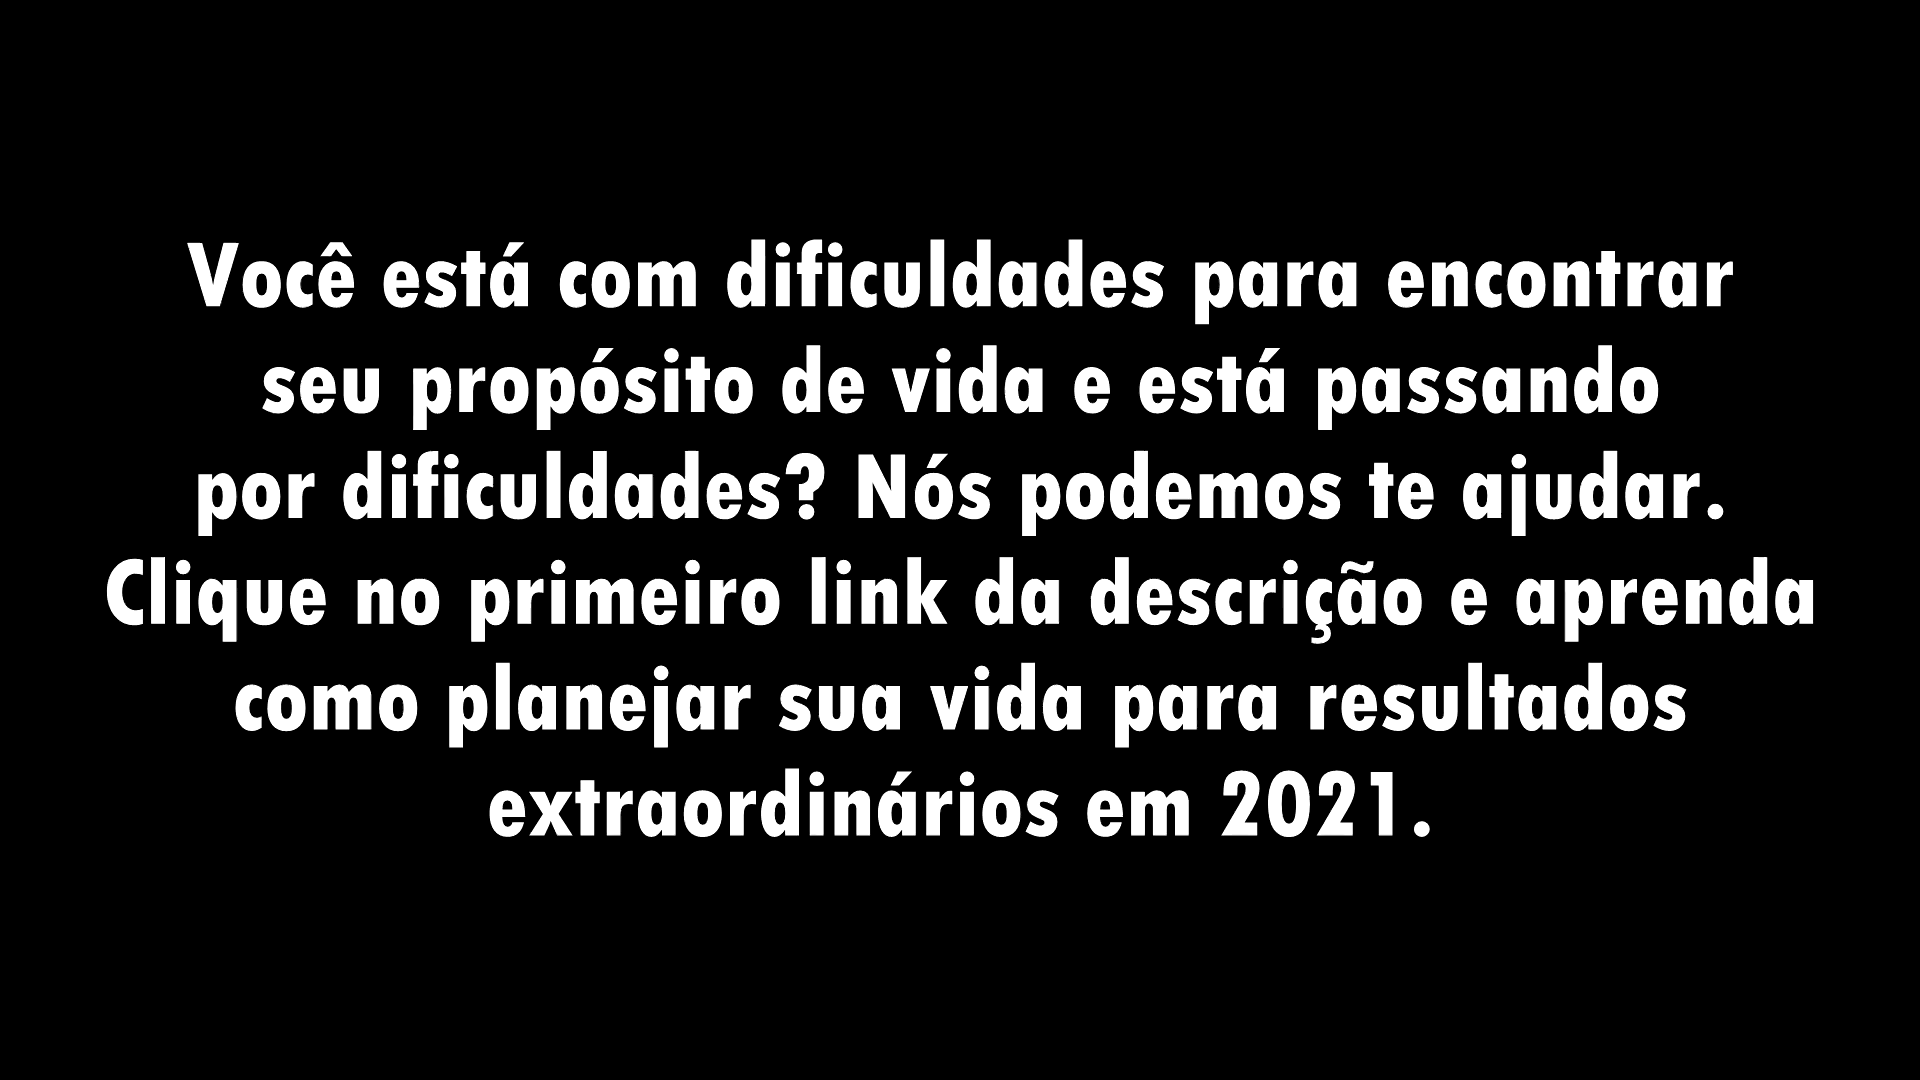 Você está com dificuldades para encontrar
seu propósito de vida e está passando
por dificuldades? Nós podemos te ajudar.
Clique no primeiro link da descrição e aprenda
como planejar sua vida para resultados
extraordinários em 2021.